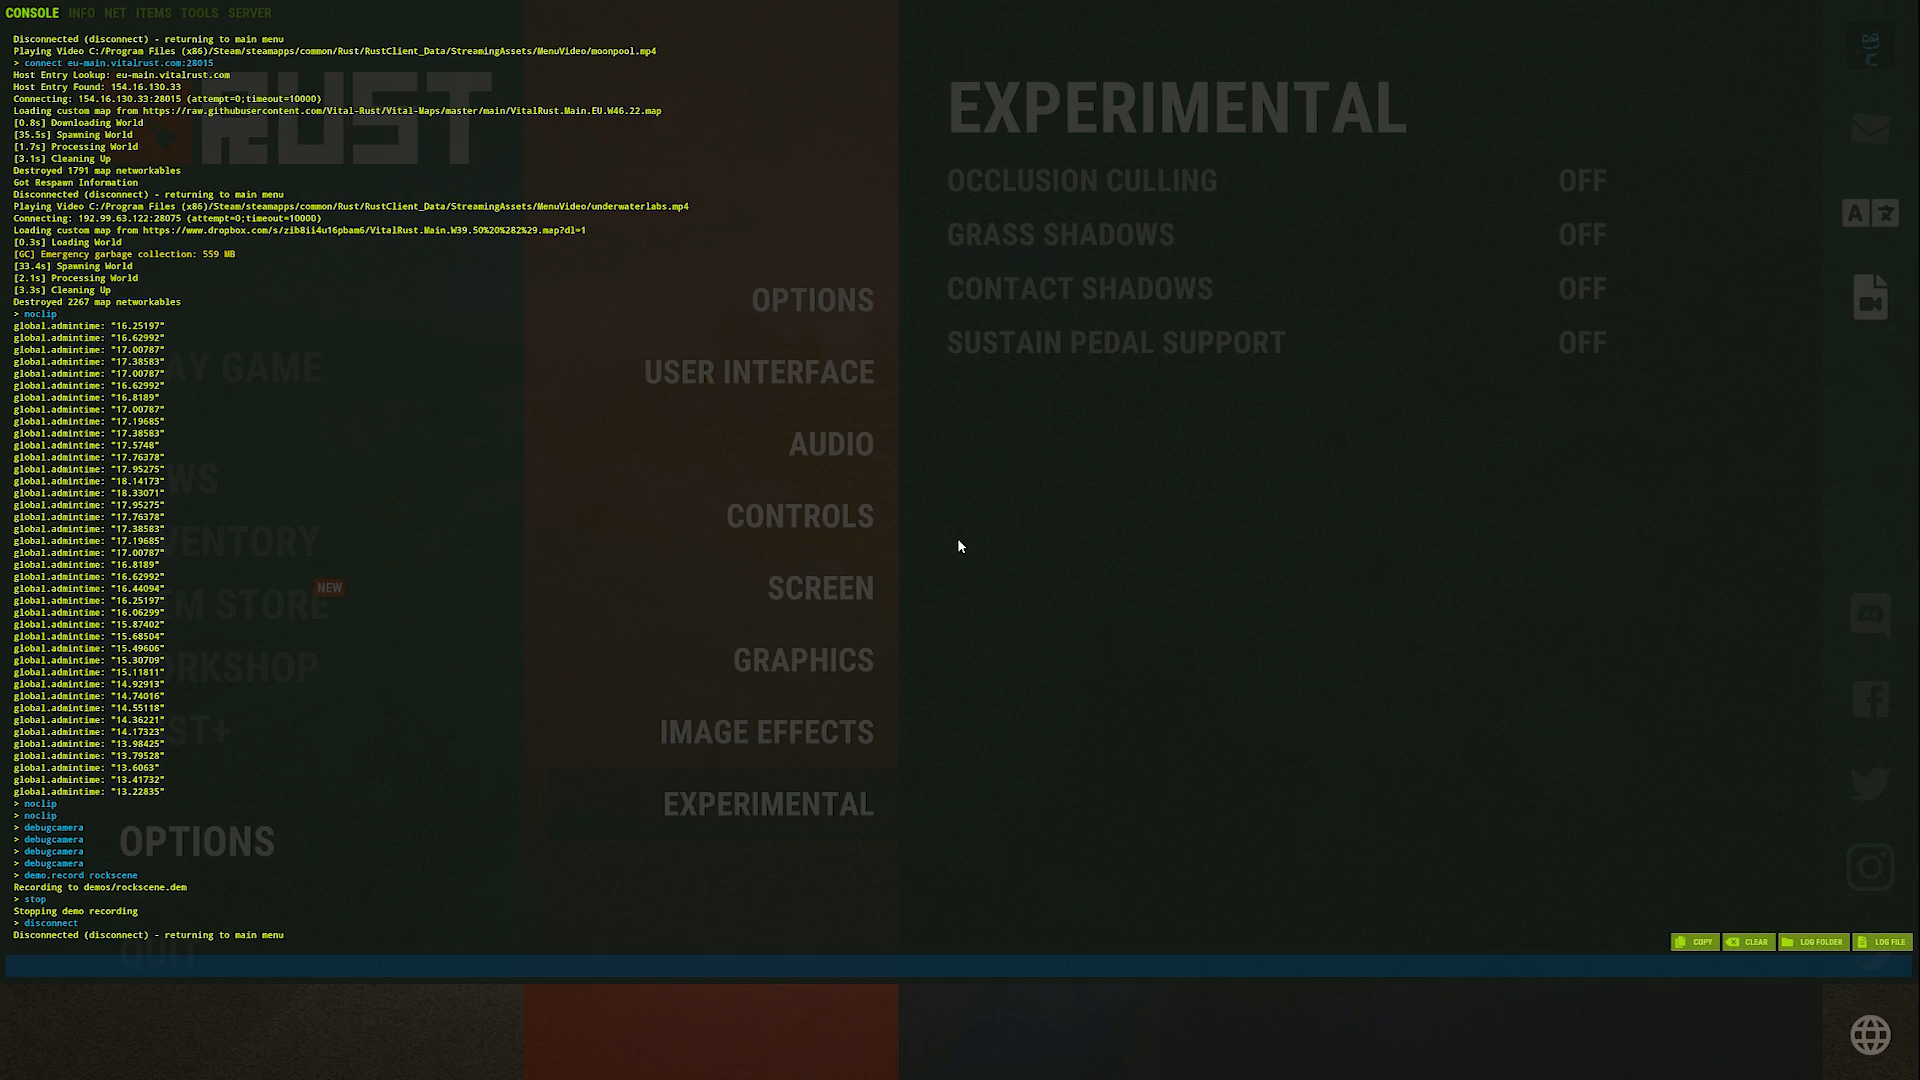 CONSOLE INFO NET ITEMS TOOLS SERVER
Disconnected (disconnect) - returning to main menu
Playing Video C:/Program Files (x86)/Steam/steamapps/common/Rust/RustClient_Data/StreamingAssets/MenuVideo/moonpool.mp4
> connect eu-main.vitalrust.com:28015
Host Entry Lookup: eu-main.vitalrust.com
Host Entry Found: 154.16.130.33
Connecting: 154.16.130.33:28015 (attempt=0;timeout=10000)
Loading custom map from https://raw.githubusercontent.com/Vital-Rust/Vital-Maps/master/main/VitalRust.Main.EU.W46.22.map
[0.8s] Downloading World
[35.5s] Spawning World
[1.7s] Processing World
[3.1s] Cleaning Up
Destroyed 1791 map networkables
Got Respawn Information
Disconnected (disconnect) - returning to main menu
Playing Video C:/Program Files (x86)/Steam/steamapps/common/Rust/RustClient_Data/StreamingAssets/MenuVideo/underwaterlabs.mp4
Connecting: 192.99.63.122:28075 (attempt=0;timeout=10000)
Loading custom map from https://www.dropbox.com/s/zib8ii4u16pbam6/VitalRust.Main.W39.50%20%282%29.map?dl=1
[0.3s] Loading World
[GC] Emergency garbage collection: 559 MB
[33.4s] Spawning World
[2.1s] Processing World
[3.3s] Cleaning Up
Destroyed 2267 map networkables
> noclip
global.admintime: "16.25197"
global.admintime: "16.62992"
global.admintime: "17.00787"
global.admintime: "17.38583"
global.admintime: "17.00787"
global.admintime: "16.62992"
global.admintime: "16.8189"
global.admintime: "17.00787"
global.admintime: "17.19685"
global.admintime: "17.38583"
global.admintime: "17.5748"
global.admintime: "17.76378"
global.admintime: "17.95275"
global.admintime: "18.14173"
global.admintime: "18.33071"
global.admintime: "17.95275"
global.admintime: "17.76378"
global.admintime: "17.38583"
global.admintime: "17.19685"
global.admintime: "17.00787"
global.admintime: "16.8189"
global.admintime: "16.62992"
global.admintime: "16.44094"
global.admintime: "16.25197"
global.admintime: "16.06299"
global.admintime: "15.87402"
global.admintime: "15.68504"
global.admintime: "15.49606"
global.admintime: "15.30709"
global.admintime: "15.11811"
global.admintime: "14.92913"
global.admintime: "14.74016"
global.admintime: "14.55118"
global.admintime: "14.36221"
global.admintime: "14.17323"
global.admintime: "13.98425"
global.admintime: "13.79528"
global.admintime: "13.6063"
global.admintime: "13.41732"
global.admintime: "13.22835"
> noclip
> noclip
> debugcamera
> debugcamera
> debugcamera
> debugcamera
> demo.record rockscene
Recording to demos/rockscene.dem
> stop
Stopping demo recording
> disconnect
Disconnected (disconnect) - returning to main menu
COPY CLEAR LOG FOLDER LOG FILE
RUST
AY GAME
WS
VENTORY
EM STORE
NEW
RKSHOP
ST+
OPTIONS
QUIT
OPTIONS
USER INTERFACE
AUDIO
CONTROLS
SCREEN
GRAPHICS
IMAGE EFFECTS
EXPERIMENTAL
EXPERIMENTAL
OCCLUSION CULLING OFF
GRASS SHADOWS OFF
CONTACT SHADOWS OFF
SUSTAIN PEDAL SUPPORT OFF
A 文